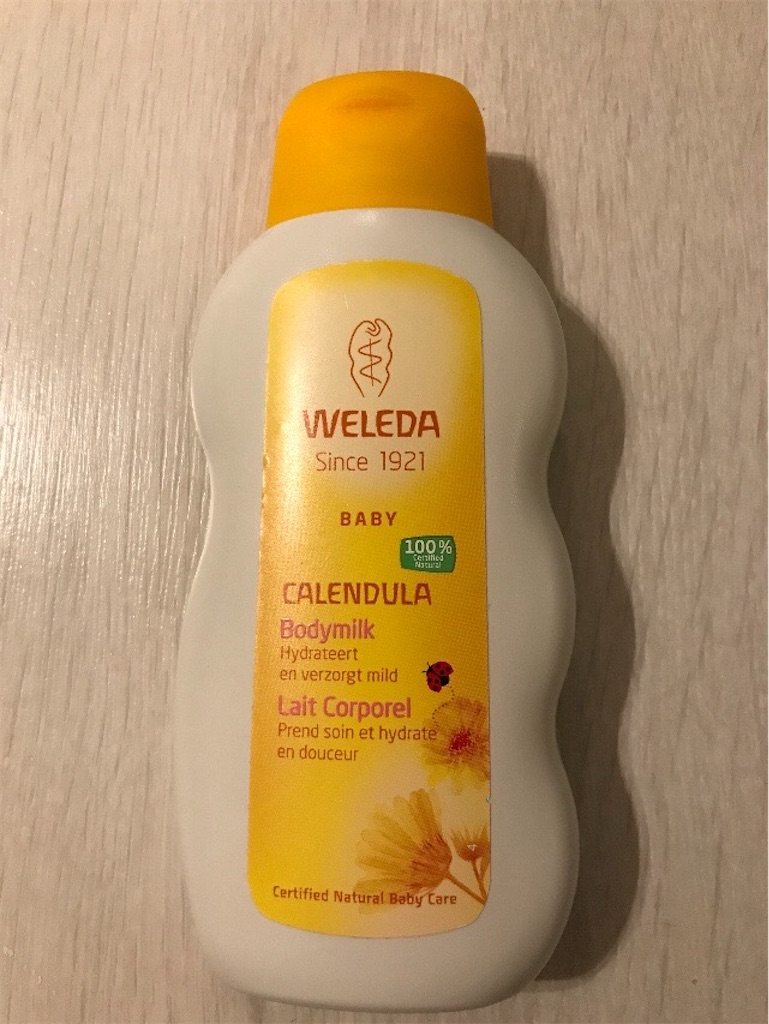 WELEDA
Since 1921
BABY
100%
Certified
Natural
CALENDULA
Bodymilk
Hydrateert
en verzorgt mild
Lait Corporel
Prend soin et hydrate
en douceur
Certified Natural Baby Care